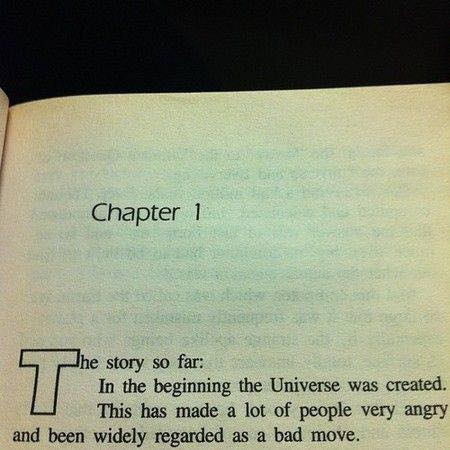 Chapter 1
The story so far:
In the beginning the Universe was created.
This has made a lot of people very angry
and been widely regarded as a bad move.